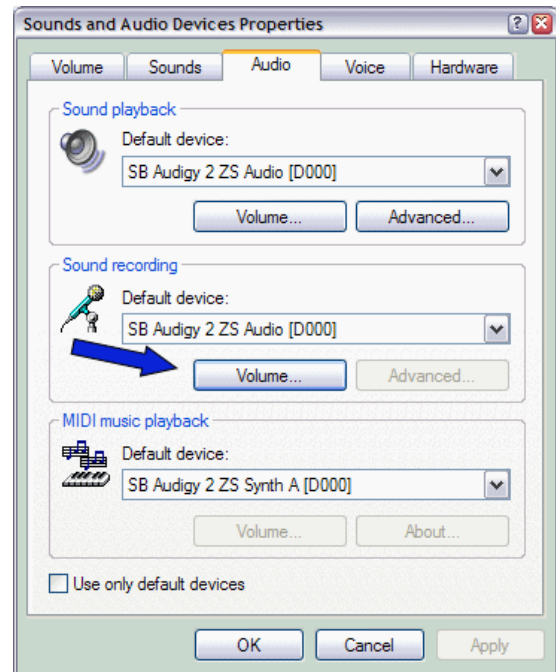 Sounds and Audio Devices Properties
Volume Sounds Audio Voice Hardware
Sound playback
Default device:
SB Audigy 2 ZS Audio [D000]
Volume... Advanced...
Sound recording
Default device:
SB Audigy 2 ZS Audio [D000]
Volume... Advanced...
MIDI music playback
Default device:
SB Audigy 2 ZS Synth A [D000]
Volume... About...
Use only default devices
OK Cancel Apply